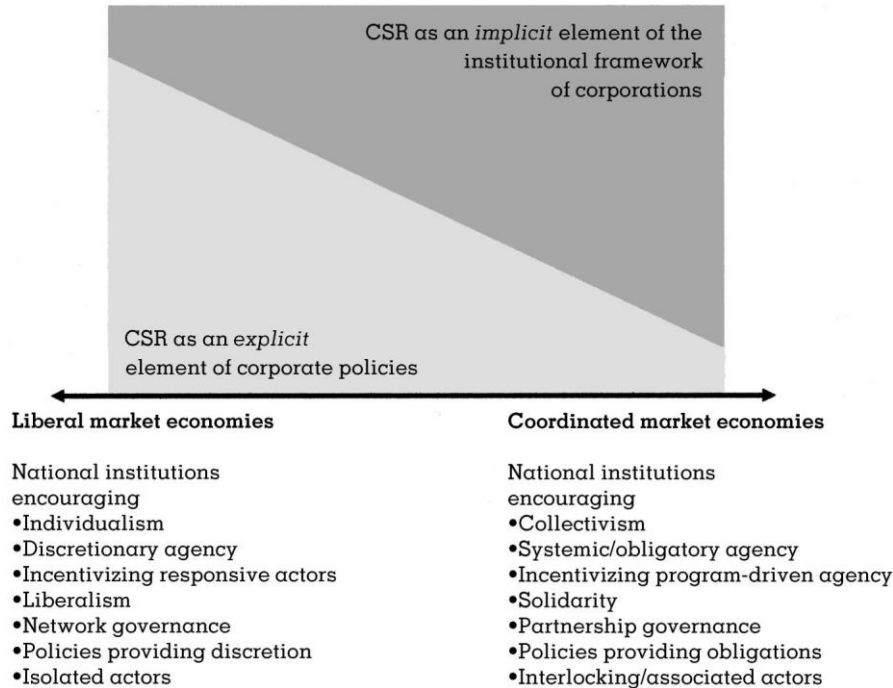 CSR as an implicit element of the
institutional framework
of corporations
CSR as an explicit
element of corporate policies
Liberal market economies
National institutions
encouraging
•Individualism
•Discretionary agency
•Incentivizing responsive actors
•Liberalism
•Network governance
•Policies providing discretion
•Isolated actors
Coordinated market economies
National institutions
encouraging
•Collectivism
•Systemic/obligatory agency
•Incentivizing program-driven agency
•Solidarity
•Partnership governance
•Policies providing obligations
•Interlocking/associated actors